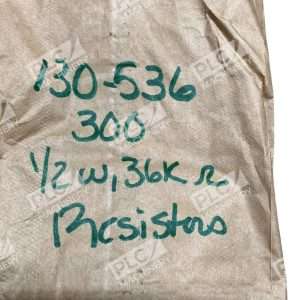 130-536
300
1/2 W, 36K Ω
Resistors